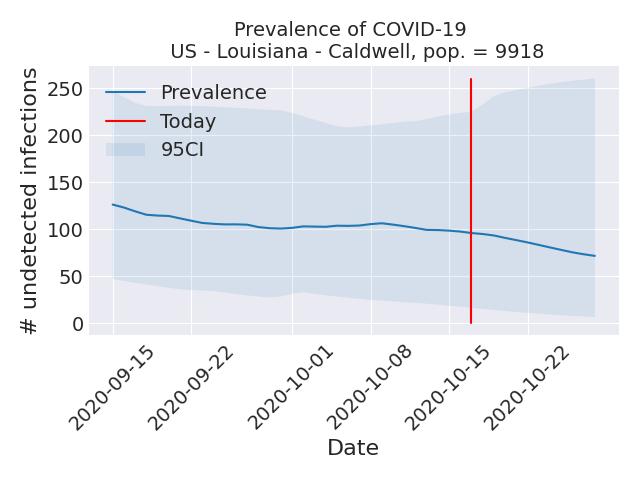 Prevalence of COVID-19
US - Louisiana - Caldwell, pop. = 9918
# undetected infections
250
200
150
100
50
0
Prevalence
Today
95CI
2020-09-15
2020-09-22
2020-10-01
2020-10-08
2020-10-15
2020-10-22
Date